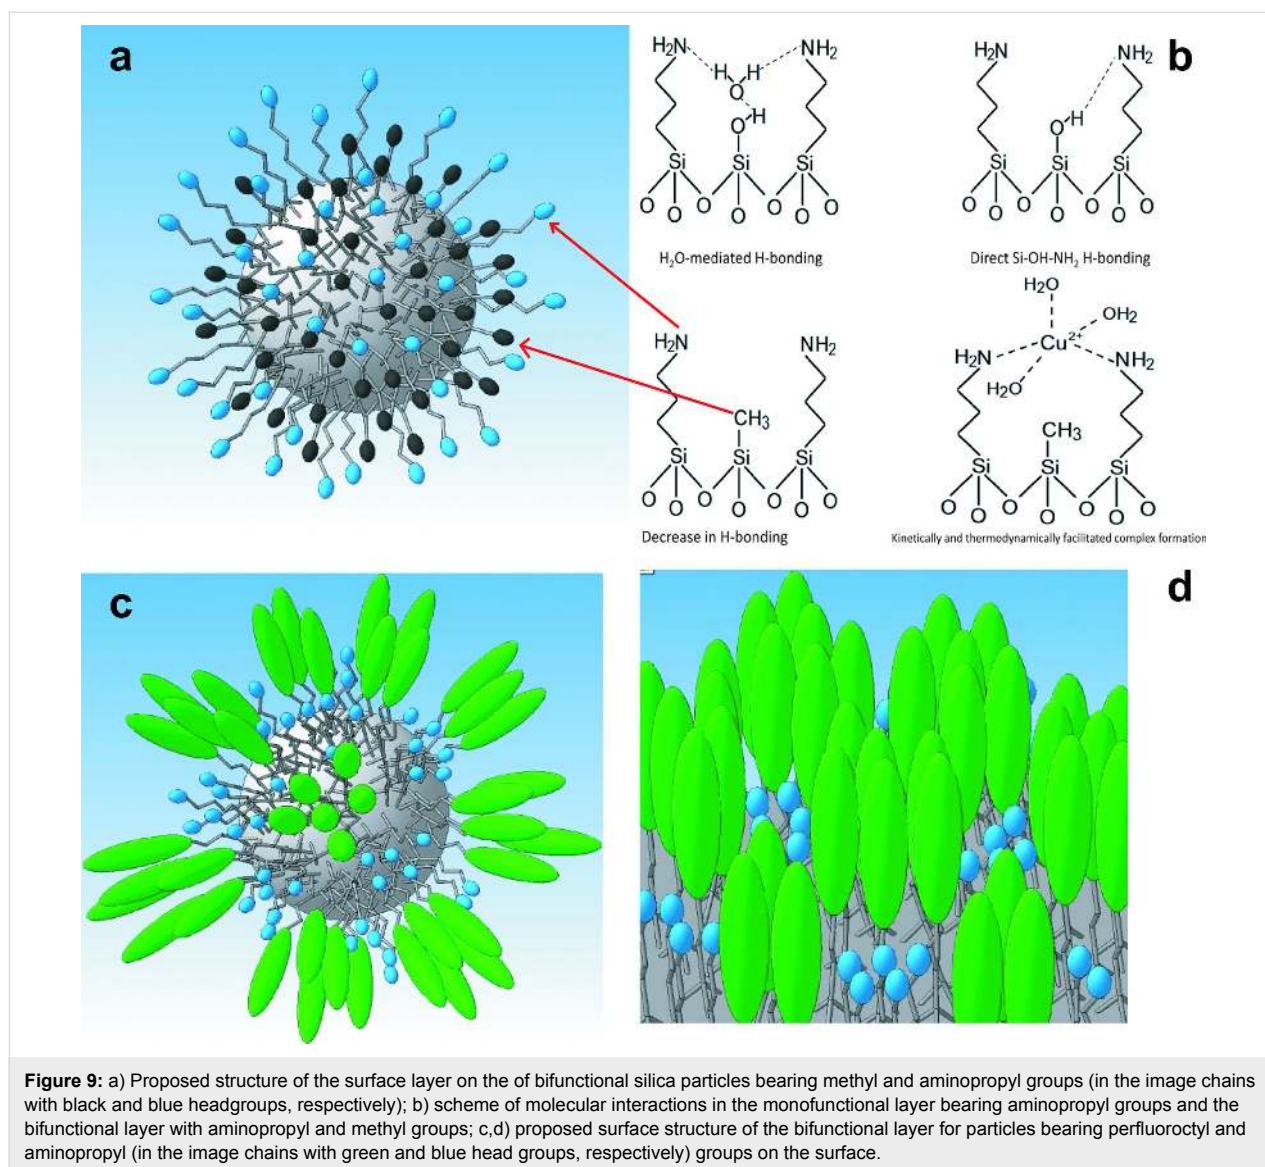 a
b
H₂N
NH₂
H
H
O
H
O
Si
Si
Si
O
O
O
O
O
O
O
H₂O-mediated H-bonding
H₂N
NH₂
H
O
Si
Si
Si
O
O
O
O
O
O
O
Direct Si-OH-NH₂ H-bonding
H₂N
NH₂
CH₃
Si
Si
Si
O
O
O
O
O
O
O
Decrease in H-bonding
H₂O
OH₂
Cu²⁺
H₂N
NH₂
H₂O
CH₃
Si
Si
Si
O
O
O
O
O
O
O
Kinetically and thermodynamically facilitated complex formation
c
d
Figure 9: a) Proposed structure of the surface layer on the of bifunctional silica particles bearing methyl and aminopropyl groups (in the image chains
with black and blue headgroups, respectively); b) scheme of molecular interactions in the monofunctional layer bearing aminopropyl groups and the
bifunctional layer with aminopropyl and methyl groups; c,d) proposed surface structure of the bifunctional layer for particles bearing perfluoroctyl and
aminopropyl (in the image chains with green and blue head groups, respectively) groups on the surface.